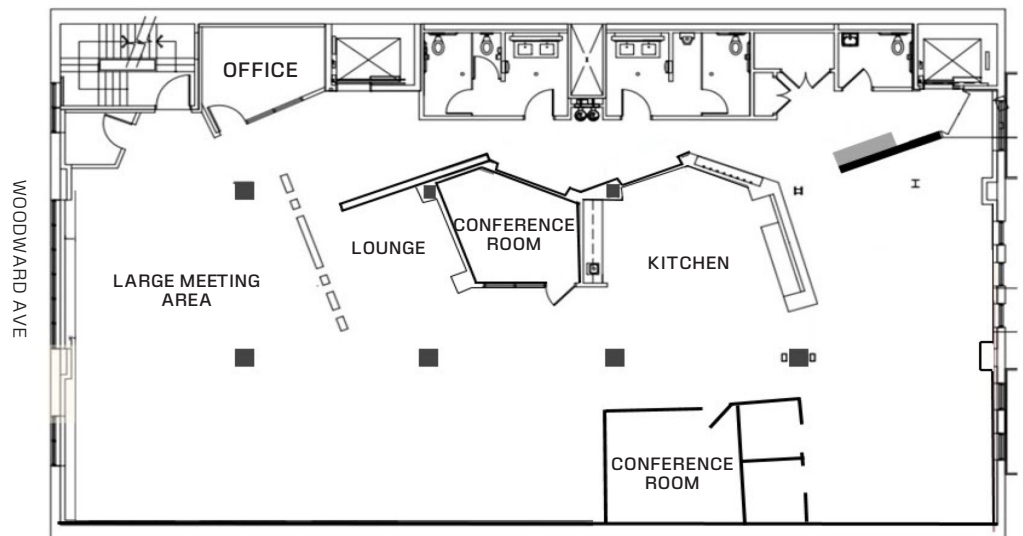 OFFICE
WOODWARD AVE
LOUNGE
CONFERENCE
ROOM
KITCHEN
LARGE MEETING
AREA
CONFERENCE
ROOM